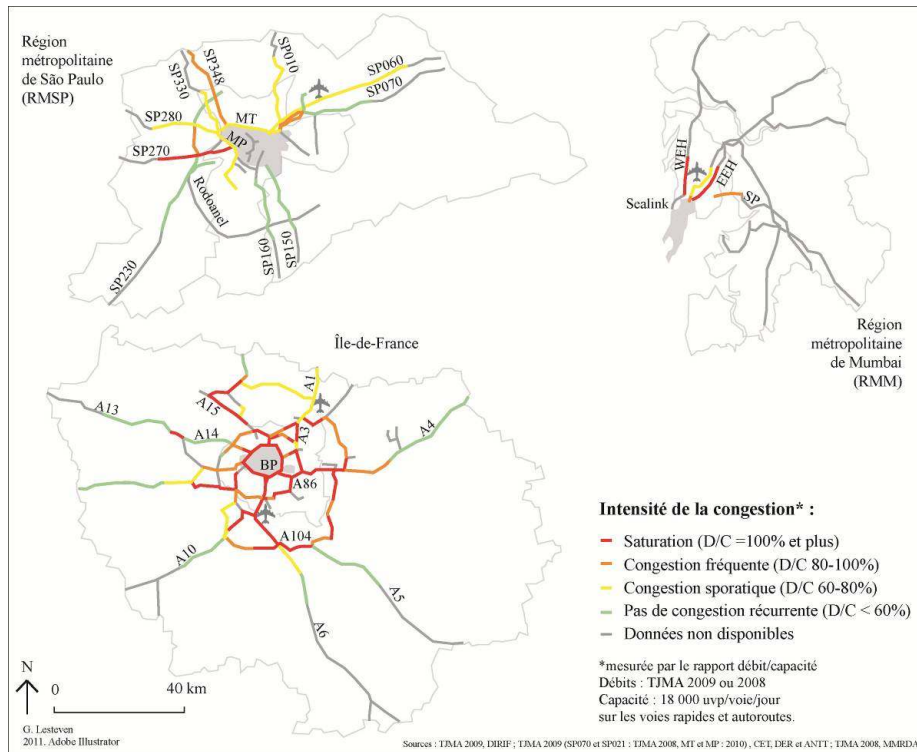 Région
métropolitaine
de São Paulo
(RMSP)
SP330
SP348
SP010
SP060
SP070
SP280
MT
MP
SP270
Rodoanel
SP230
SP160
SP150
WEH
EEH
SP
Sealink
Région
métropolitaine
de Mumbai
(RMM)
Île-de-France
A1
A13
A15
A14
A3
A4
BP
A86
A104
A10
A5
A6
Intensité de la congestion* :
Saturation (D/C =100% et plus)
Congestion fréquente (D/C 80-100%)
Congestion sporatique (D/C 60-80%)
Pas de congestion récurrente (D/C < 60%)
Données non disponibles
*mesurée par le rapport débit/capacité
Débits : TJMA 2009 ou 2008
Capacité : 18 000 uvp/voie/jour
sur les voies rapides et autoroutes.
N
0 40 km
G. Lesteven
2011. Adobe Illustrator
Sources : TJMA 2009, DIRIF ; TJMA 2009 (SP070 et SP021 : TJMA 2008, MT et MP : 2010) , CET, DER et ANTT ; TJMA 2008, MMRDA